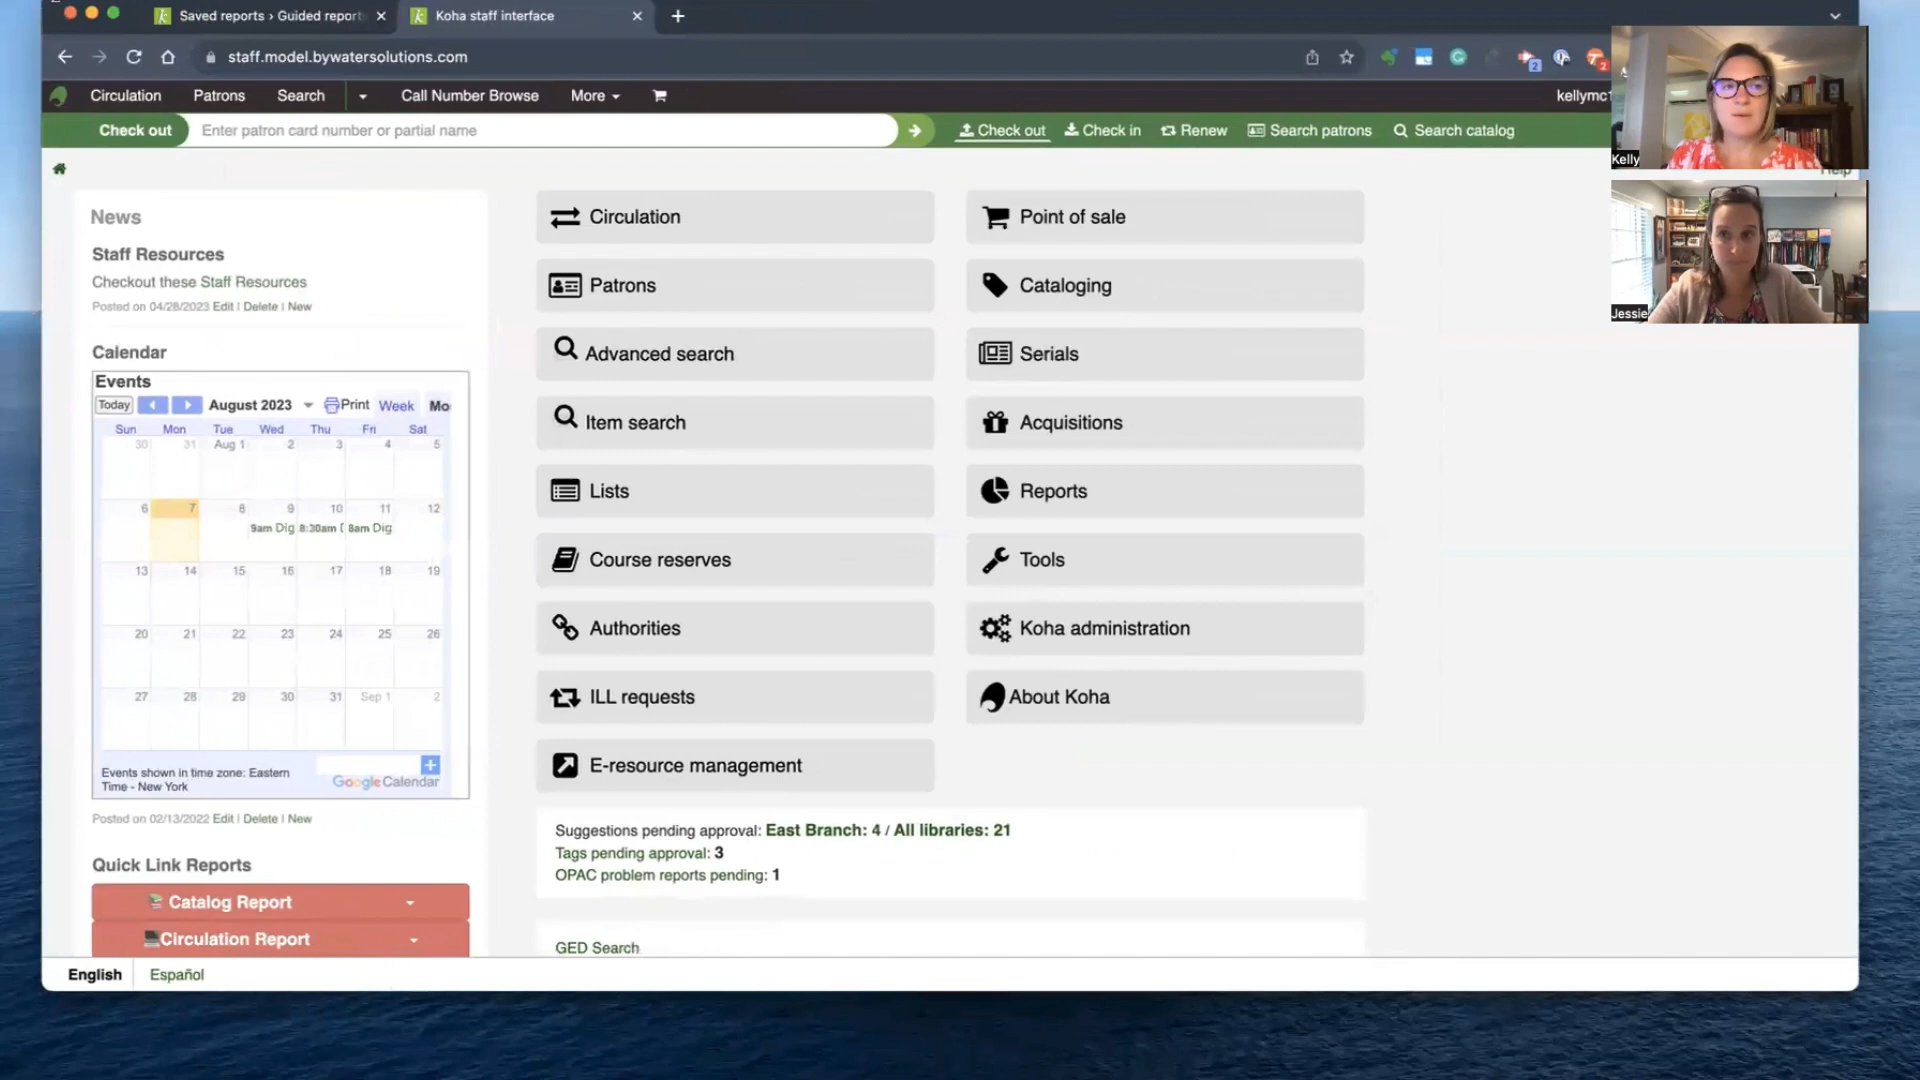 Saved reports › Guided report
Koha staff interface
staff.model.bywatersolutions.com
Circulation Patrons Search Call Number Browse More
kellymc1
Check out Enter patron card number or partial name
Check out Check in Renew Search patrons Search catalog
Help
Kelly
Jessie
News
Staff Resources
Checkout these Staff Resources
Posted on 04/28/2023 Edit | Delete | New
Calendar
Events
Today August 2023 Print Week Mo
Sun Mon Tue Wed Thu Fri Sat
30 31 Aug 1 2 3 4 5
6 7 8 9 10 11 12
9am Dig 8:30am D 8am Dig
13 14 15 16 17 18 19
20 21 22 23 24 25 26
27 28 29 30 31 Sep 1 2
Events shown in time zone: Eastern
Time - New York
Google Calendar
Posted on 02/13/2022 Edit | Delete | New
Quick Link Reports
Catalog Report
Circulation Report
Circulation
Patrons
Advanced search
Item search
Lists
Course reserves
Authorities
ILL requests
E-resource management
Point of sale
Cataloging
Serials
Acquisitions
Reports
Tools
Koha administration
About Koha
Suggestions pending approval: East Branch: 4 / All libraries: 21
Tags pending approval: 3
OPAC problem reports pending: 1
GED Search
English Español